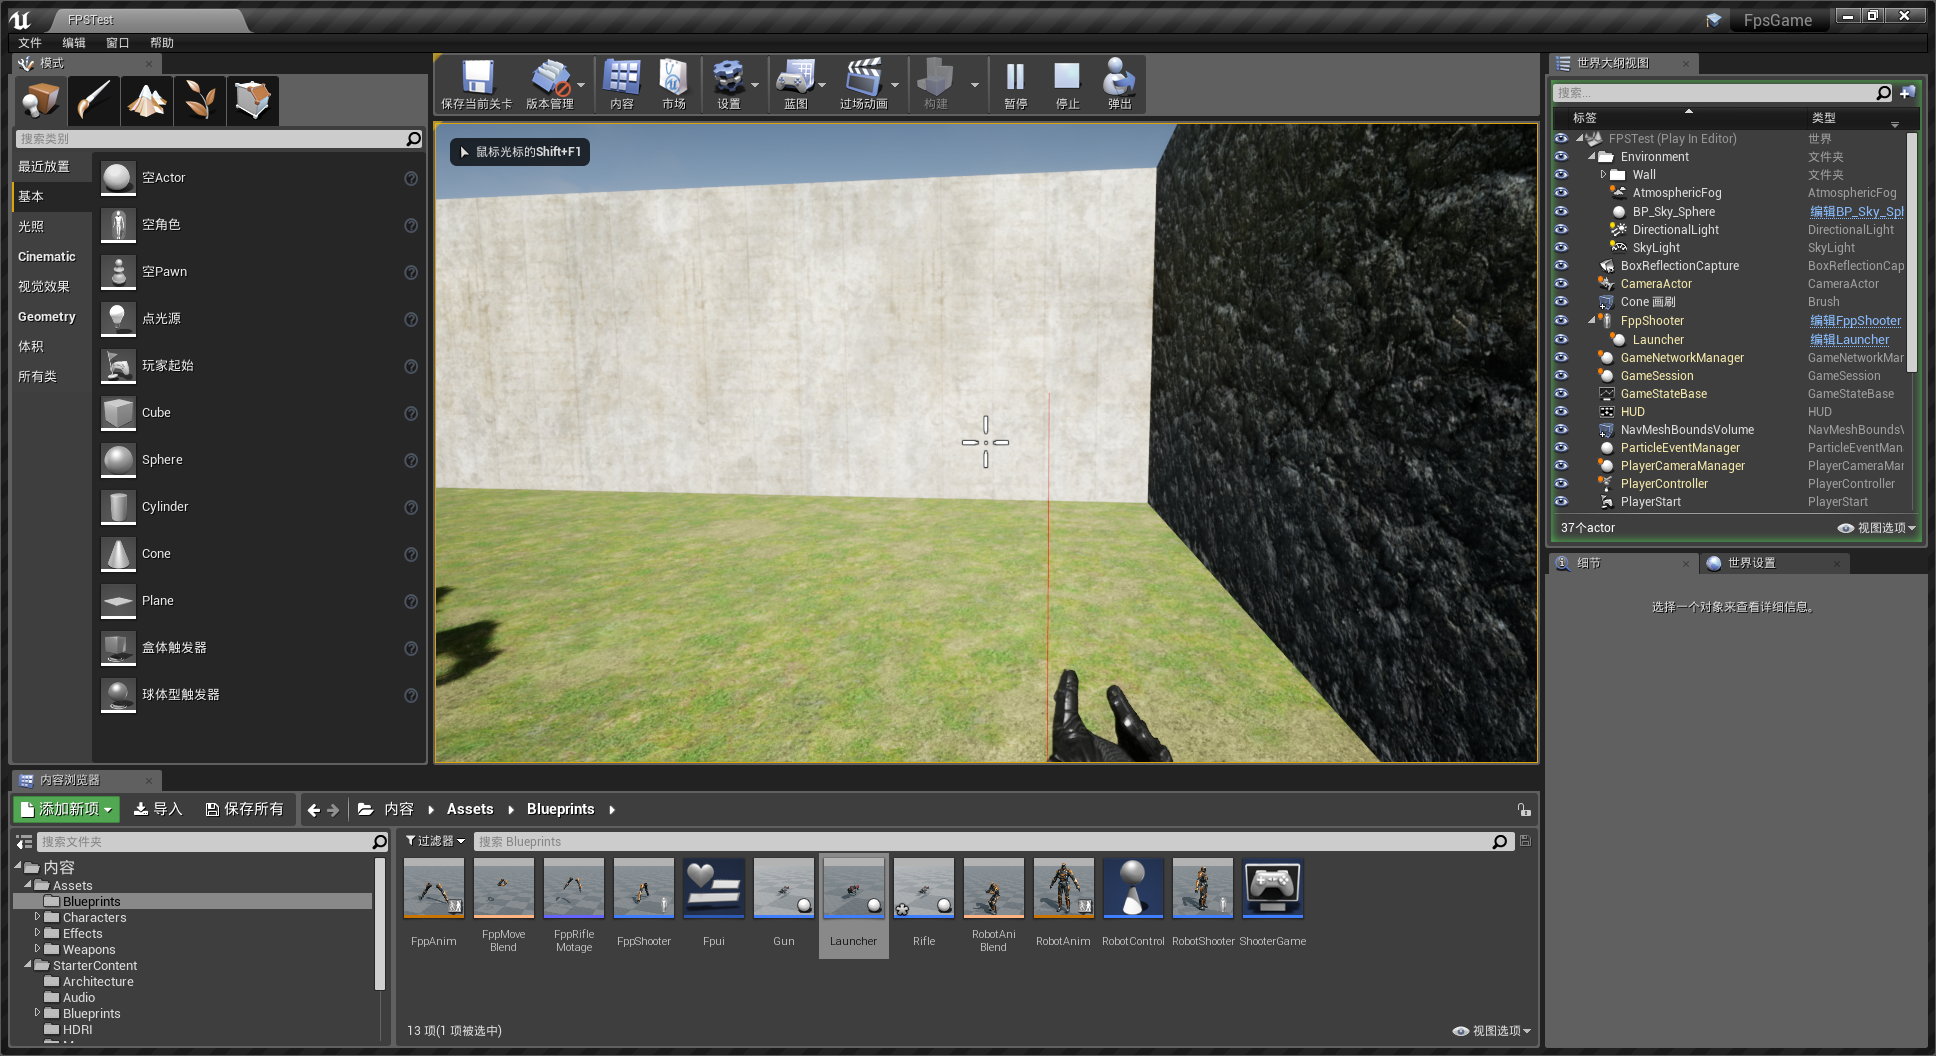 FPSTest
FpsGame
文件 编辑 窗口 帮助
模式
搜索类别
最近放置
基本
光照
Cinematic
视觉效果
Geometry
体积
所有类
空Actor
空角色
空Pawn
点光源
玩家起始
Cube
Sphere
Cylinder
Cone
Plane
盒体触发器
球体型触发器
保存当前关卡 版本管理 内容 市场 设置 蓝图 过场动画 构建 暂停 停止 弹出
鼠标光标的Shift+F1
世界大纲视图
搜索...
标签 类型
FPSTest (Play In Editor) 世界
Environment 文件夹
Wall 文件夹
AtmosphericFog AtmosphericFog
BP_Sky_Sphere 编辑BP_Sky_Spl
DirectionalLight DirectionalLight
SkyLight SkyLight
BoxReflectionCapture BoxReflectionCap
CameraActor CameraActor
Cone 画刷 Brush
FppShooter 编辑FppShooter
Launcher 编辑Launcher
GameNetworkManager GameNetworkMar
GameSession GameSession
GameStateBase GameStateBase
HUD HUD
NavMeshBoundsVolume NavMeshBounds\
ParticleEventManager ParticleEventMan
PlayerCameraManager PlayerCameraMar
PlayerController PlayerController
PlayerStart PlayerStart
37个actor 视图选项
细节 世界设置
选择一个对象来查看详细信息。
内容浏览器
添加新项 导入 保存所有 内容 Assets Blueprints
搜索文件夹
内容
Assets
Blueprints
Characters
Effects
Weapons
StarterContent
Architecture
Audio
Blueprints
HDRI
过滤器 搜索 Blueprints
FppAnim
FppMove Blend
FppRifle Motage
FppShooter
Fpui
Gun
Launcher
Rifle
RobotAni Blend
RobotAnim
RobotControl
RobotShooter
ShooterGame
13 项(1 项被选中) 视图选项